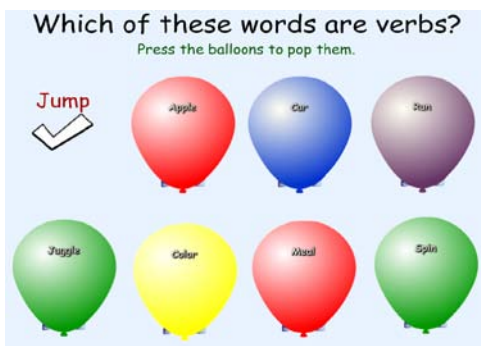 Which of these words are verbs?
Press the balloons to pop them.
Jump
Apple
Car
Run
Juggle
Color
Meal
Spin